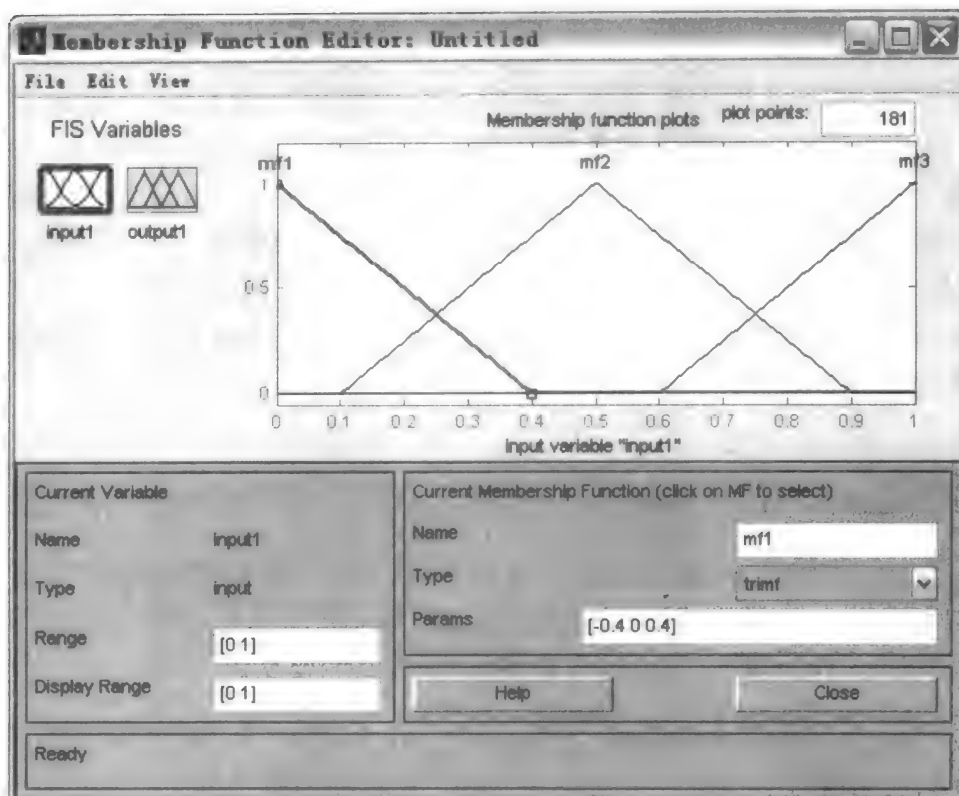 Membership Function Editor: Untitled
File Edit View
FIS Variables
Membership function plots plot points: 181
mf1 mf2 mf3
input1 output1
1
0.5
0
0 0.1 0.2 0.3 0.4 0.5 0.6 0.7 0.8 0.9 1
input variable "input1"
Current Variable
Name input1
Type input
Range [0 1]
Display Range [0 1]
Current Membership Function (click on MF to select)
Name mf1
Type trimf
Params [-0.4 0 0.4]
Help Close
Ready